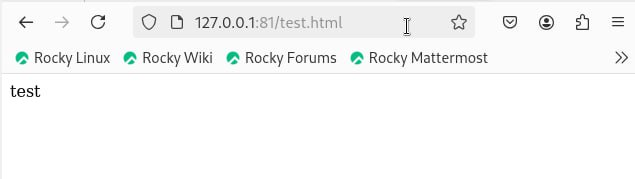 127.0.0.1:81/test.html
Rocky Linux Rocky Wiki Rocky Forums Rocky Mattermost
test